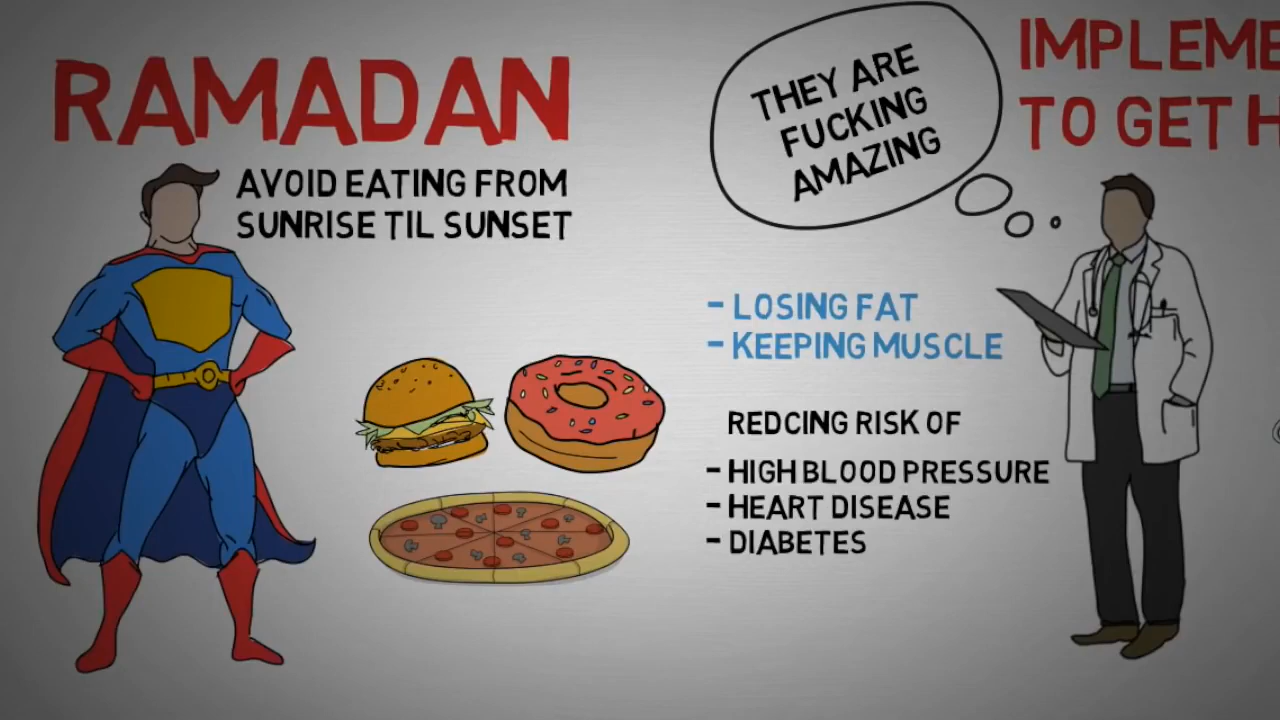 RAMADAN
AVOID EATING FROM
SUNRISE TIL SUNSET
THEY ARE
FUCKING
AMAZING
- LOSING FAT
- KEEPING MUSCLE
REDCING RISK OF
- HIGH BLOOD PRESSURE
- HEART DISEASE
- DIABETES
IMPLEME
TO GET H